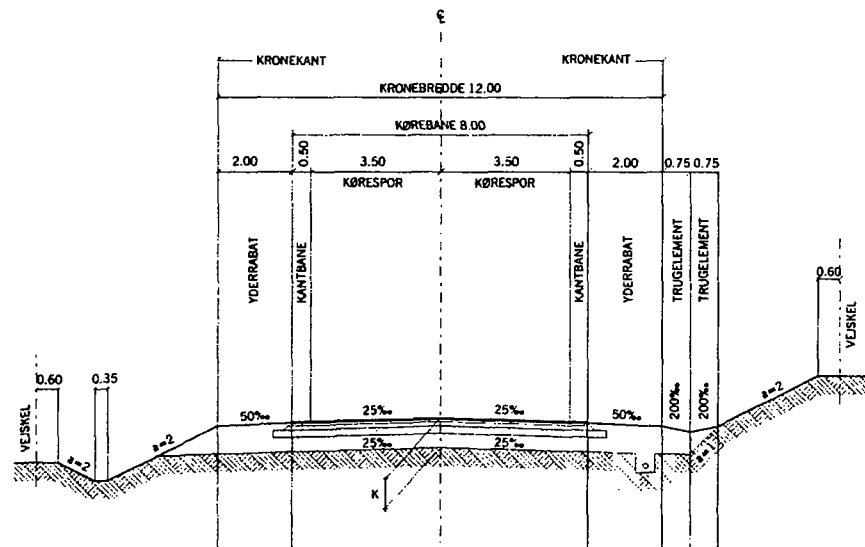 ℄
KRONEKANT KRONEKANT
KRONEBREDDE 12.00
KØREBANE 8.00
2.00 0.50 3.50 3.50 0.50 2.00 0.75 0.75
KØRESPOR KØRESPOR
YDERRABAT
KANTBANE
KANTBANE
YDERRABAT
TRUGELEMENT
TRUGELEMENT
0.60
VEJSKEL
0.60 0.35
VEJSKEL
50‰ 25‰ 25‰ 50‰ 200‰ 200‰
a=2
a=2
a=2
25‰ 25‰
a=1
K